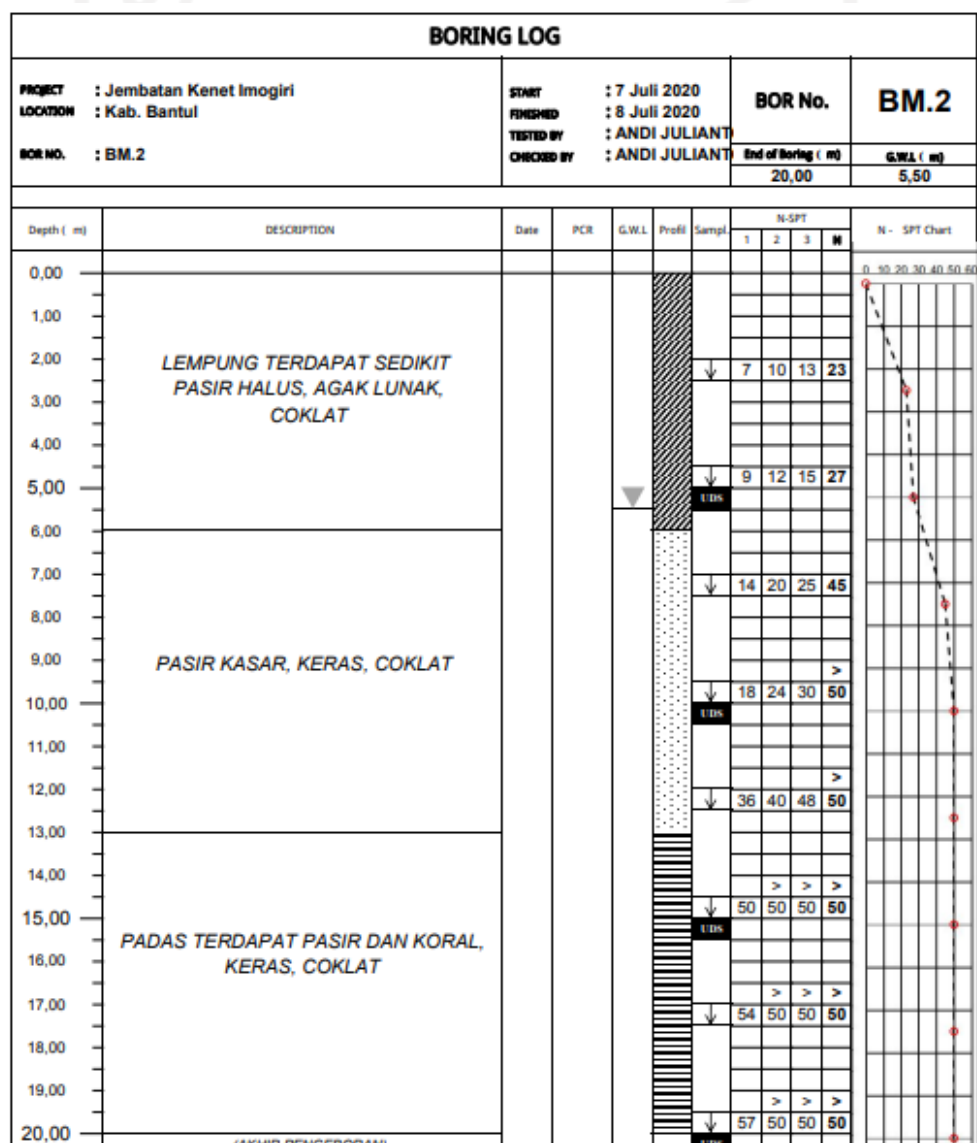 BORING LOG
PROJECT : Jembatan Kenet Imogiri
LOCATION : Kab. Bantul
BOR NO. : BM.2
START : 7 Juli 2020
FINISHED : 8 Juli 2020
TESTED BY : ANDI JULIANT
CHECKED BY : ANDI JULIANT
BOR No. BM.2
End of Boring ( m) G.W.L ( m)
20,00 5,50
Depth ( m) DESCRIPTION Date PCR G.W.L Profil Sampl. N-SPT N - SPT Chart
1 2 3 N
0 10 20 30 40 50 60
0,00
1,00
2,00
LEMPUNG TERDAPAT SEDIKIT
PASIR HALUS, AGAK LUNAK,
COKLAT
7 10 13 23
3,00
4,00
9 12 15 27
5,00 UDS
6,00
7,00
14 20 25 45
8,00
9,00 PASIR KASAR, KERAS, COKLAT
>
18 24 30 50
10,00 UDS
11,00
>
12,00
36 40 48 50
13,00
14,00
> > >
50 50 50 50
15,00 UDS
PADAS TERDAPAT PASIR DAN KORAL,
KERAS, COKLAT
16,00
> > >
17,00
54 50 50 50
18,00
19,00
> > >
57 50 50 50
20,00 UDS
(AKHIR PENGEBORAN)